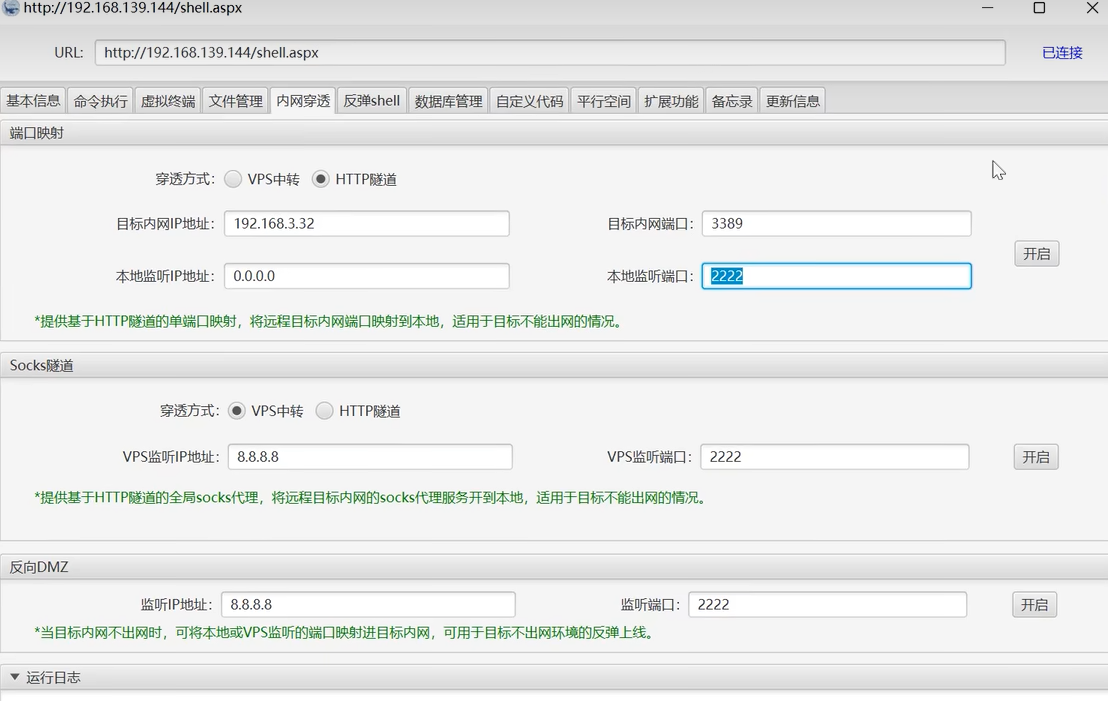 http://192.168.139.144/shell.aspx
URL: http://192.168.139.144/shell.aspx 已连接
基本信息 命令执行 虚拟终端 文件管理 内网穿透 反弹shell 数据库管理 自定义代码 平行空间 扩展功能 备忘录 更新信息
端口映射
穿透方式: VPS中转 HTTP隧道
目标内网IP地址: 192.168.3.32 目标内网端口: 3389
开启
本地监听IP地址: 0.0.0.0 本地监听端口: 2222
*提供基于HTTP隧道的单端口映射，将远程目标内网端口映射到本地，适用于目标不能出网的情况。
Socks隧道
穿透方式: VPS中转 HTTP隧道
VPS监听IP地址: 8.8.8.8 VPS监听端口: 2222 开启
*提供基于HTTP隧道的全局socks代理，将远程目标内网的socks代理服务开到本地，适用于目标不能出网的情况。
反向DMZ
监听IP地址: 8.8.8.8 监听端口: 2222 开启
*当目标内网不出网时，可将本地或VPS监听的端口映射进目标内网，可用于目标不出网环境的反弹上线。
运行日志